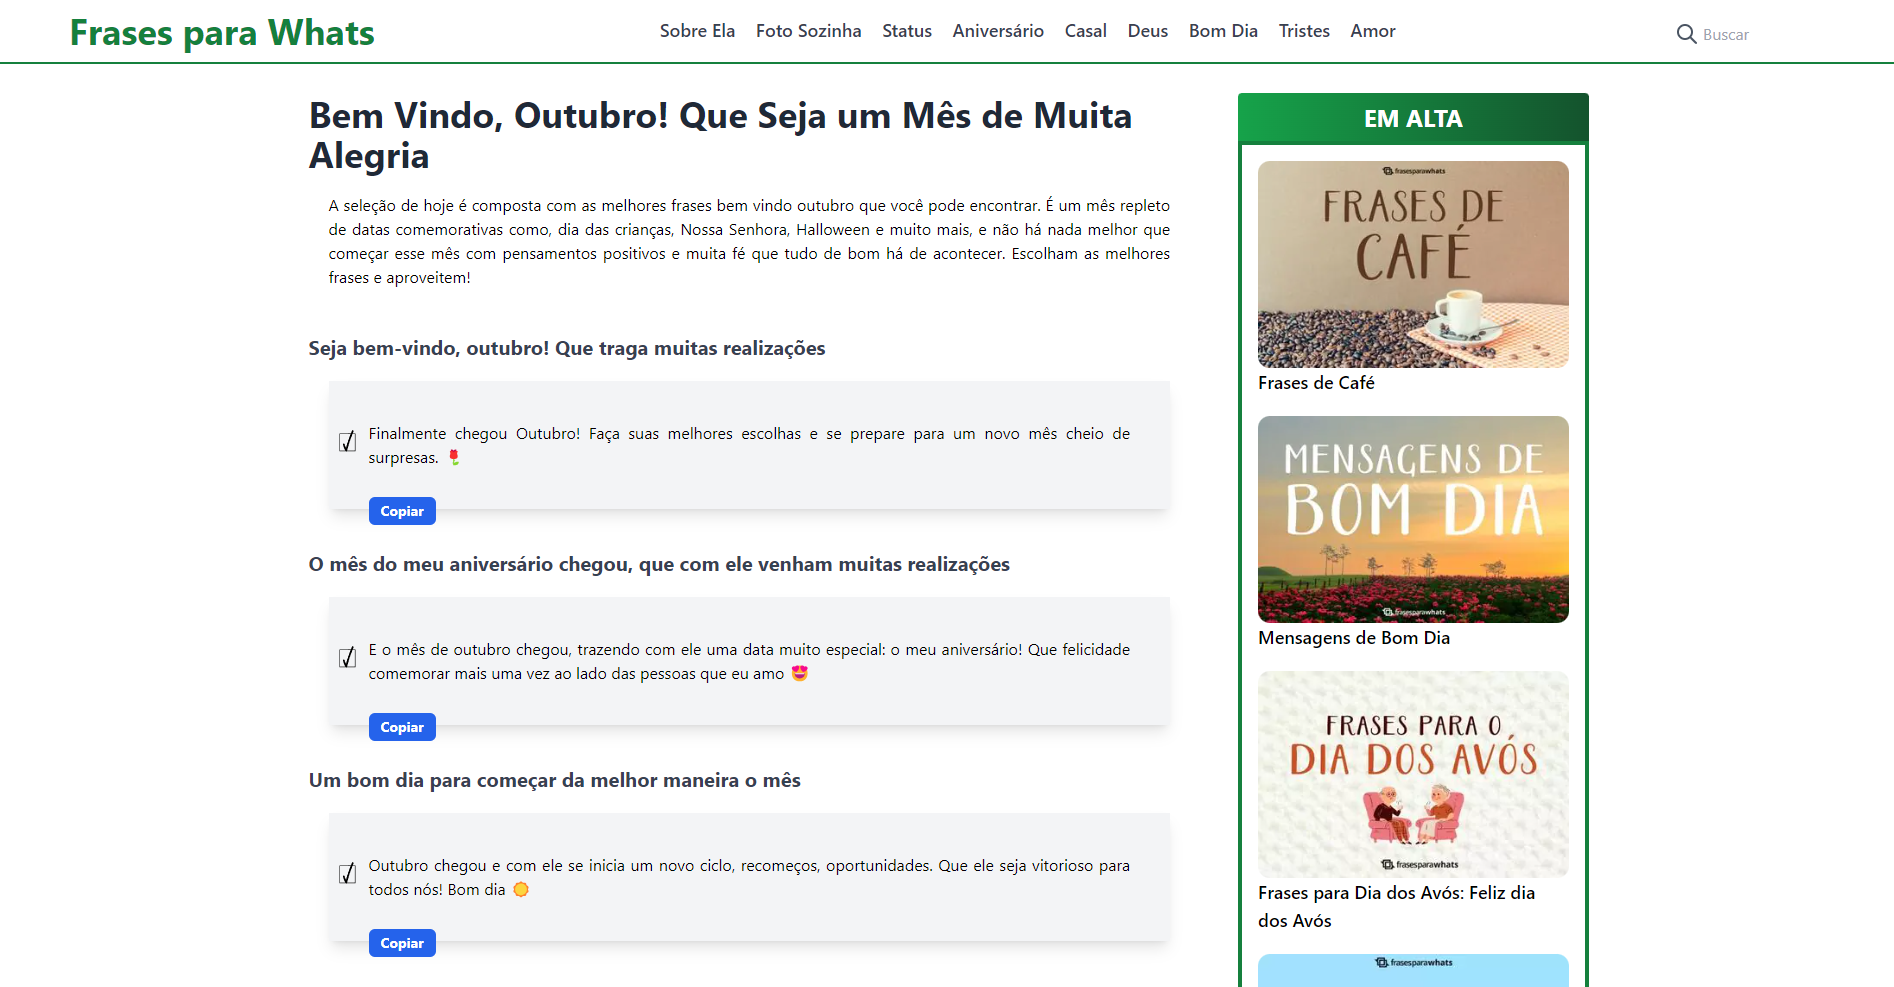 Frases para Whats
Sobre Ela Foto Sozinha Status Aniversário Casal Deus Bom Dia Tristes Amor
Buscar
Bem Vindo, Outubro! Que Seja um Mês de Muita
Alegria
A seleção de hoje é composta com as melhores frases bem vindo outubro que você pode encontrar. É um mês repleto
de datas comemorativas como, dia das crianças, Nossa Senhora, Halloween e muito mais, e não há nada melhor que
começar esse mês com pensamentos positivos e muita fé que tudo de bom há de acontecer. Escolham as melhores
frases e aproveitem!
Seja bem-vindo, outubro! Que traga muitas realizações
Finalmente chegou Outubro! Faça suas melhores escolhas e se prepare para um novo mês cheio de
surpresas. 🌷
Copiar
O mês do meu aniversário chegou, que com ele venham muitas realizações
E o mês de outubro chegou, trazendo com ele uma data muito especial: o meu aniversário! Que felicidade
comemorar mais uma vez ao lado das pessoas que eu amo 😍
Copiar
Um bom dia para começar da melhor maneira o mês
Outubro chegou e com ele se inicia um novo ciclo, recomeços, oportunidades. Que ele seja vitorioso para
todos nós! Bom dia 🌞
Copiar
EM ALTA
frasesparawhats
FRASES DE
CAFÉ
Frases de Café
MENSAGENS DE
BOM DIA
frasesparawhats
Mensagens de Bom Dia
FRASES PARA O
DIA DOS AVÓS
frasesparawhats
Frases para Dia dos Avós: Feliz dia
dos Avós
frasesparawhats